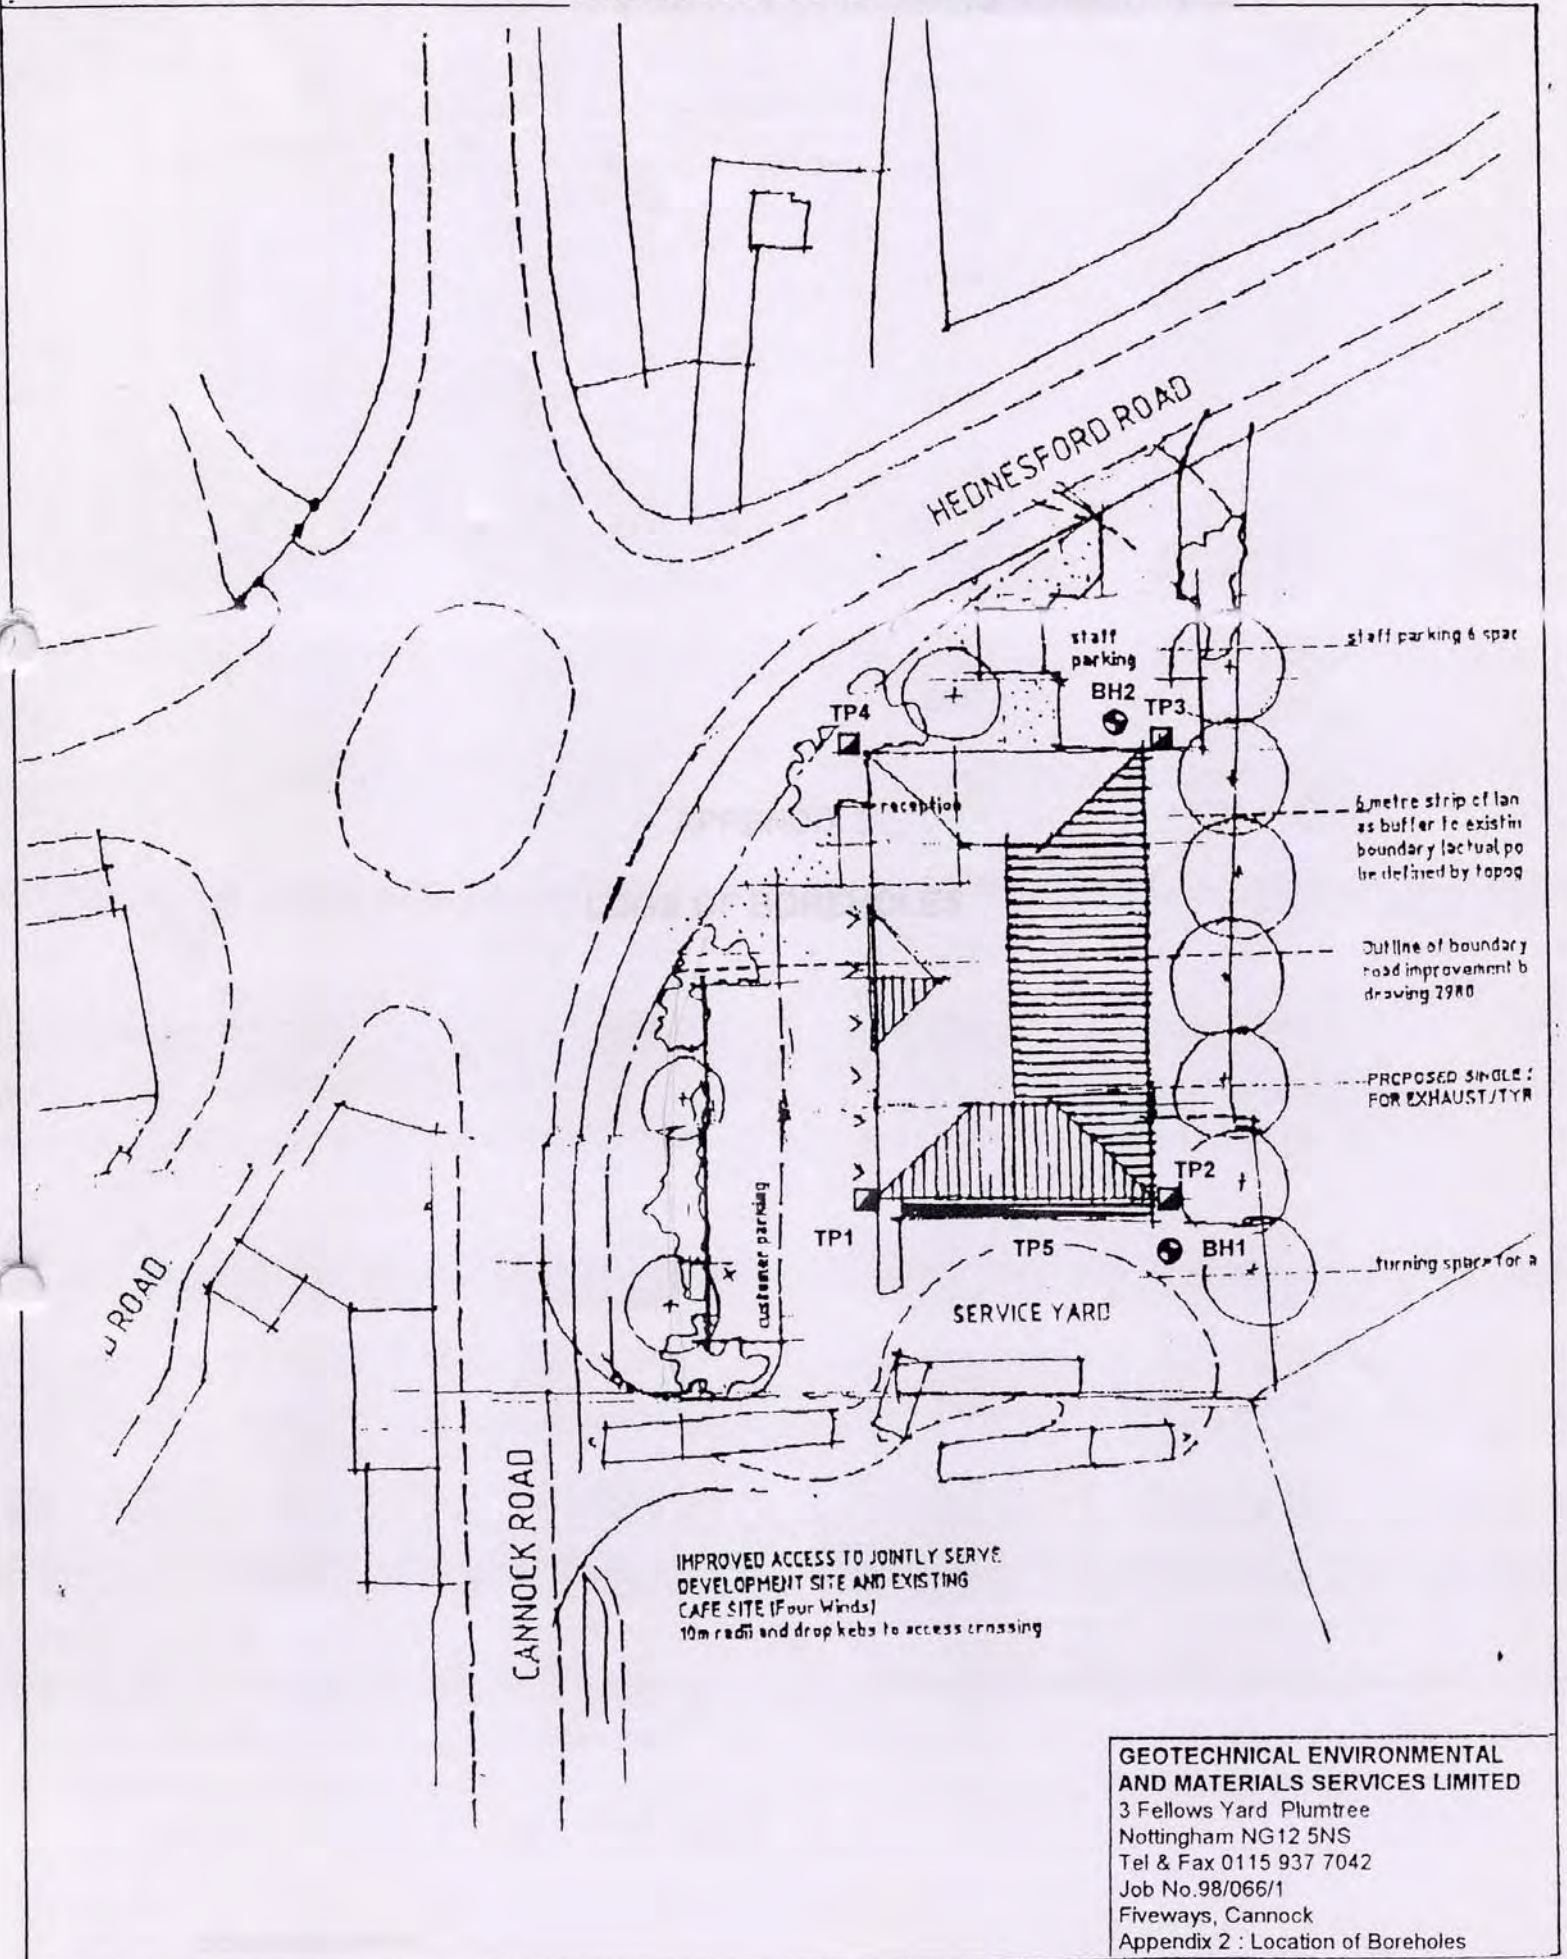 HEDNESFORD ROAD
staff
parking
staff parking 6 spac
BH2
TP3
TP4
reception
6 metre strip of lan
as buffer to existin
boundary (actual po
be defined by topog
Outline of boundary
road improvement b
drawing 2980
PROPOSED SINGLE
FOR EXHAUST/TYR
TP2
customer parking
TP1
TP5
BH1
turning space for a
SERVICE YARD
ROAD
CANNOCK ROAD
IMPROVED ACCESS TO JOINTLY SERVE
DEVELOPMENT SITE AND EXISTING
CAFE SITE (Four Winds)
10m radii and drop kebs to access crossing
GEOTECHNICAL ENVIRONMENTAL
AND MATERIALS SERVICES LIMITED
3 Fellows Yard Plumtree
Nottingham NG12 5NS
Tel & Fax 0115 937 7042
Job No.98/066/1
Fiveways, Cannock
Appendix 2 : Location of Boreholes